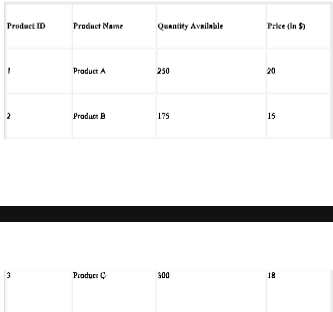 Product ID Product Name Quantity Available Price (in $)
1 Product A 250 20
2 Product B 175 15
3 Product C 300 18